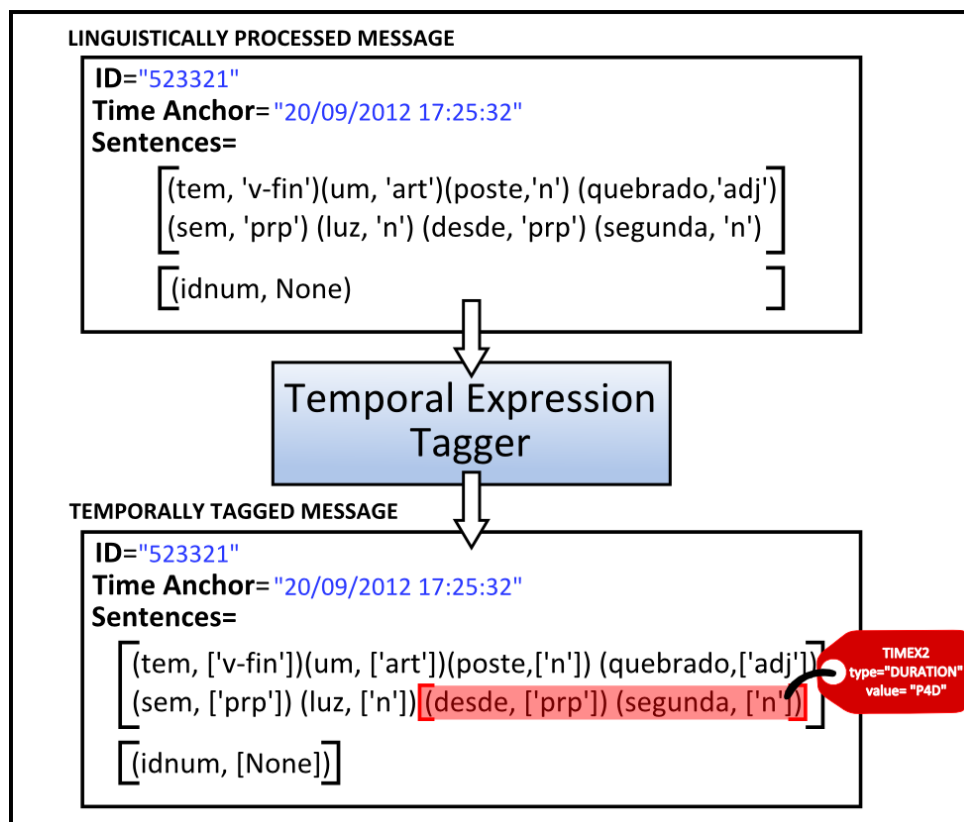 LINGUISTICALLY PROCESSED MESSAGE
ID="523321"
Time Anchor= "20/09/2012 17:25:32"
Sentences=
(tem, 'v-fin')(um, 'art')(poste,'n') (quebrado,'adj')
(sem, 'prp') (luz, 'n') (desde, 'prp') (segunda, 'n')
(idnum, None)
Temporal Expression
Tagger
TEMPORALLY TAGGED MESSAGE
ID="523321"
Time Anchor= "20/09/2012 17:25:32"
Sentences=
(tem, ['v-fin'])(um, ['art'])(poste,['n']) (quebrado,['adj'])
(sem, ['prp']) (luz, ['n']) (desde, ['prp']) (segunda, ['n'])
(idnum, [None])
TIMEX2
type="DURATION"
value= "P4D"